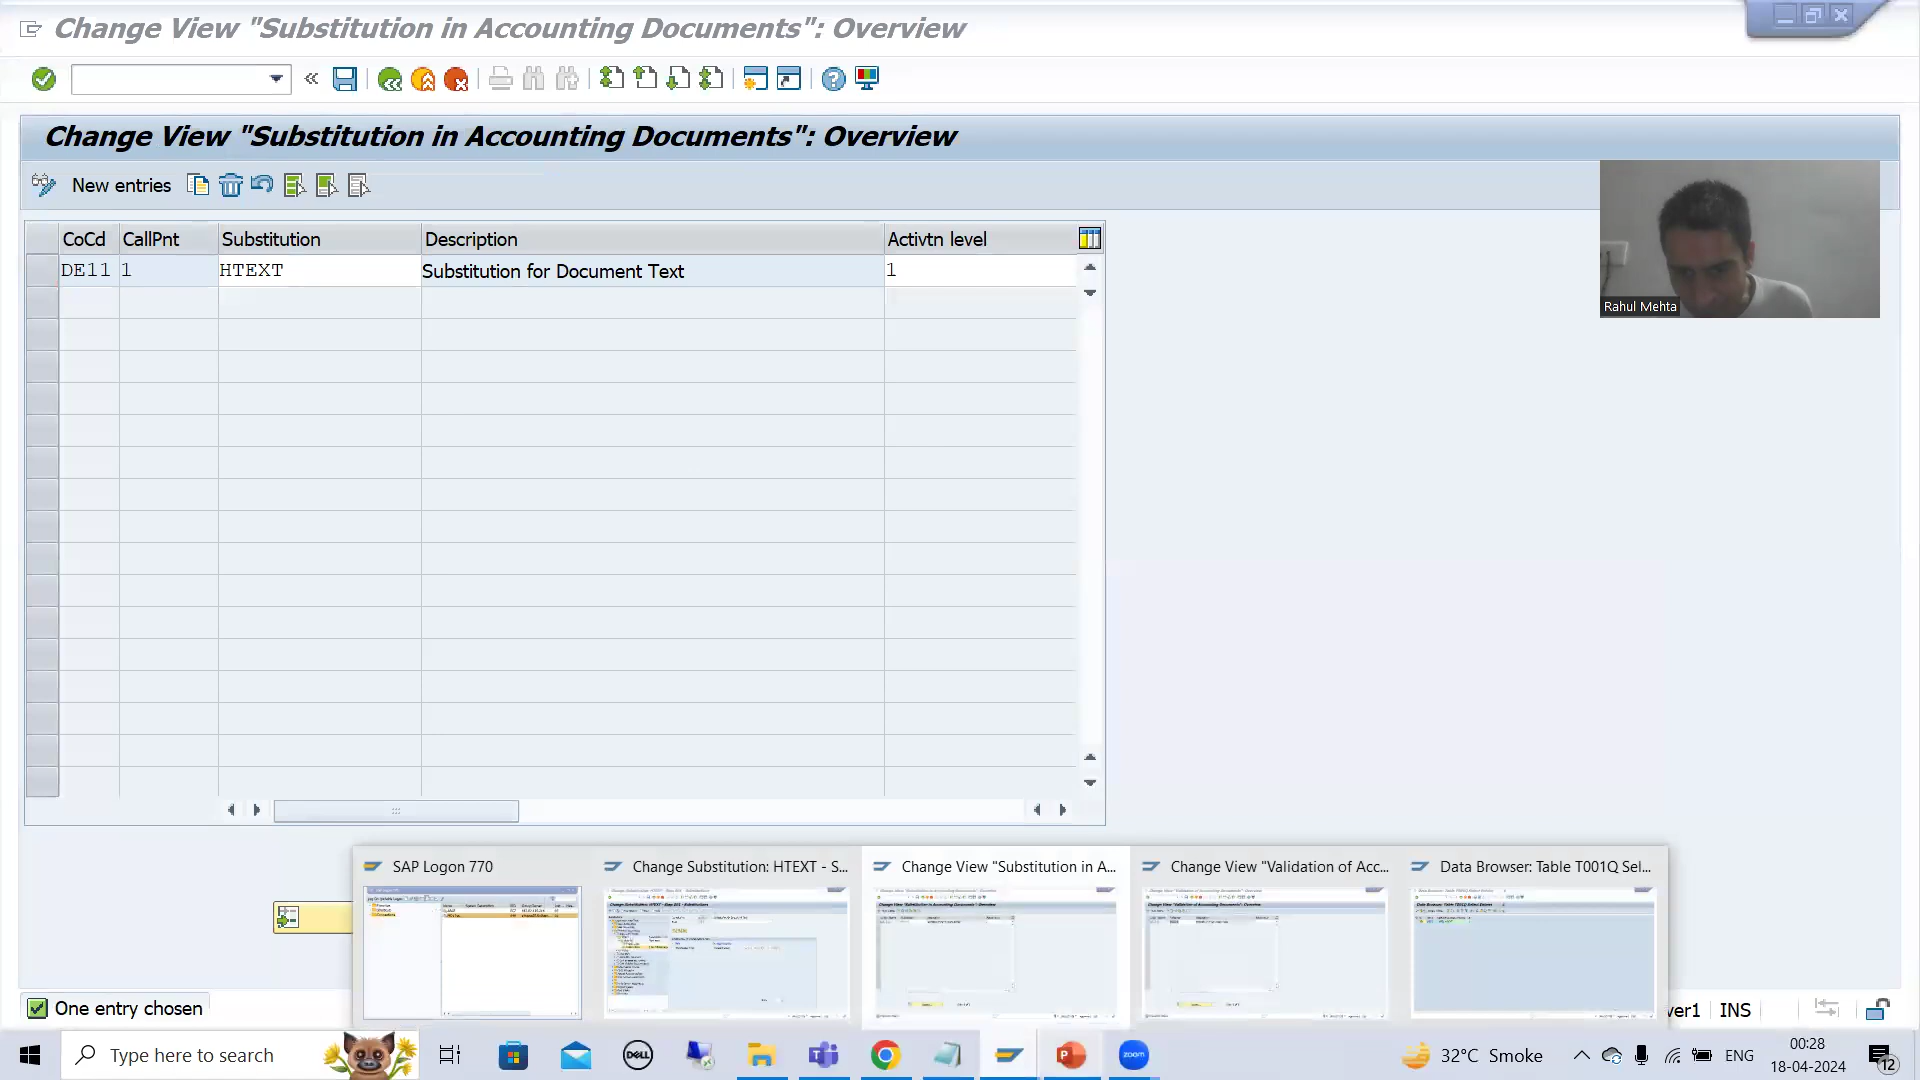 Change View "Substitution in Accounting Documents": Overview
Change View "Substitution in Accounting Documents": Overview
New entries
CoCd CallPnt Substitution Description Activtn level
DE11 1 HTEXT Substitution for Document Text 1
Rahul Mehta
SAP Logon 770
Change Substitution: HTEXT - S...
Change View "Substitution in A...
Change View "Validation of Acc...
Data Browser: Table T001Q Sel...
One entry chosen
ver1 INS
Type here to search
DELL
zoom
32°C Smoke
ENG
00:28
18-04-2024
12